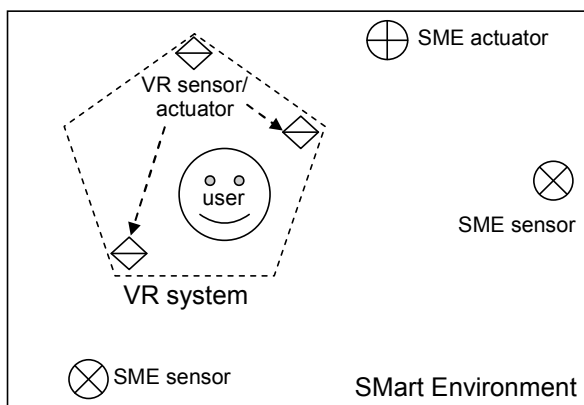 SME actuator
VR sensor/
actuator
user
SME sensor
VR system
SME sensor
SMart Environment